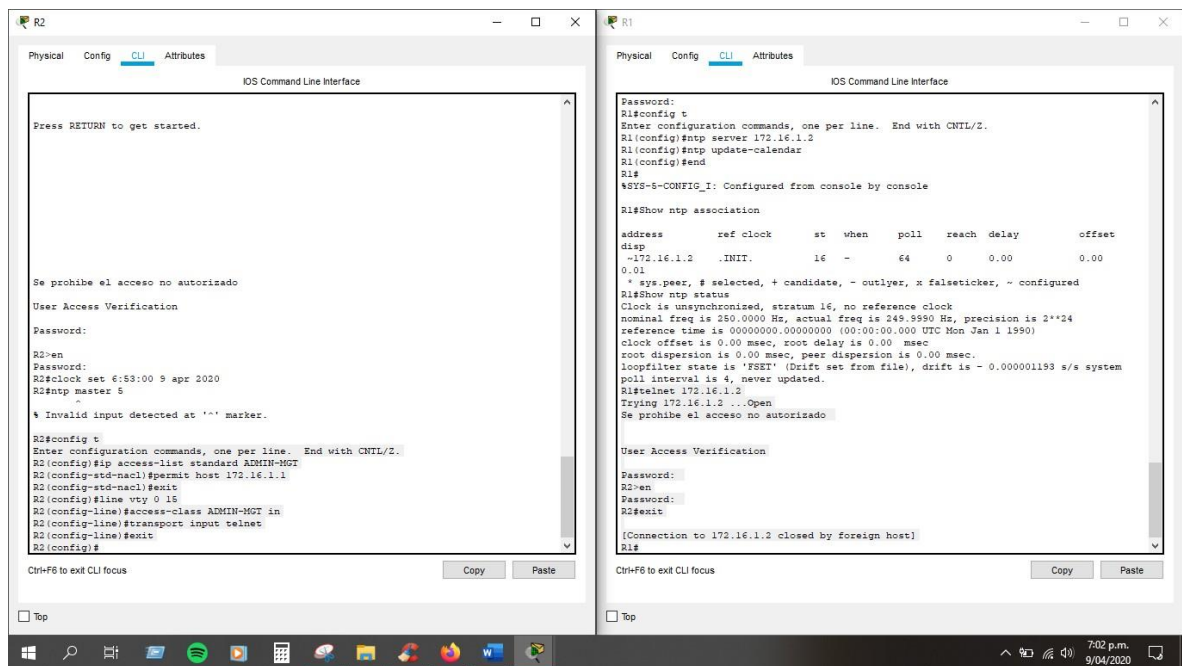 R2
Physical Config CLI Attributes
IOS Command Line Interface
Press RETURN to get started.
Se prohibe el acceso no autorizado
User Access Verification
Password:
R2>en
Password:
R2#clock set 6:53:00 9 apr 2020
R2#ntp master 5
^
% Invalid input detected at '^' marker.
R2#config t
Enter configuration commands, one per line. End with CNTL/Z.
R2(config)#ip access-list standard ADMIN-MGT
R2(config-std-nacl)#permit host 172.16.1.1
R2(config-std-nacl)#exit
R2(config)#line vty 0 15
R2(config-line)#access-class ADMIN-MGT in
R2(config-line)#transport input telnet
R2(config-line)#exit
R2(config)#
Ctrl+F6 to exit CLI focus
Copy Paste
Top
R1
Physical Config CLI Attributes
IOS Command Line Interface
Password:
R1#config t
Enter configuration commands, one per line. End with CNTL/Z.
R1(config)#ntp server 172.16.1.2
R1(config)#ntp update-calendar
R1(config)#end
R1#
%SYS-5-CONFIG_I: Configured from console by console
R1#Show ntp association
address ref clock st when poll reach delay offset
disp
~172.16.1.2 .INIT. 16 - 64 0 0.00 0.00
0.01
* sys.peer, # selected, + candidate, - outlyer, x falseticker, ~ configured
R1#Show ntp status
Clock is unsynchronized, stratum 16, no reference clock
nominal freq is 250.0000 Hz, actual freq is 249.9990 Hz, precision is 2**24
reference time is 00000000.00000000 (00:00:00.000 UTC Mon Jan 1 1990)
clock offset is 0.00 msec, root delay is 0.00 msec
root dispersion is 0.00 msec, peer dispersion is 0.00 msec.
loopfilter state is 'FSET' (Drift set from file), drift is - 0.000001193 s/s system
poll interval is 4, never updated.
R1#telnet 172.16.1.2
Trying 172.16.1.2 ...Open
Se prohibe el acceso no autorizado
User Access Verification
Password:
R2>en
Password:
R2#exit
[Connection to 172.16.1.2 closed by foreign host]
R1#
Ctrl+F6 to exit CLI focus
Copy Paste
Top
7:02 p.m.
9/04/2020